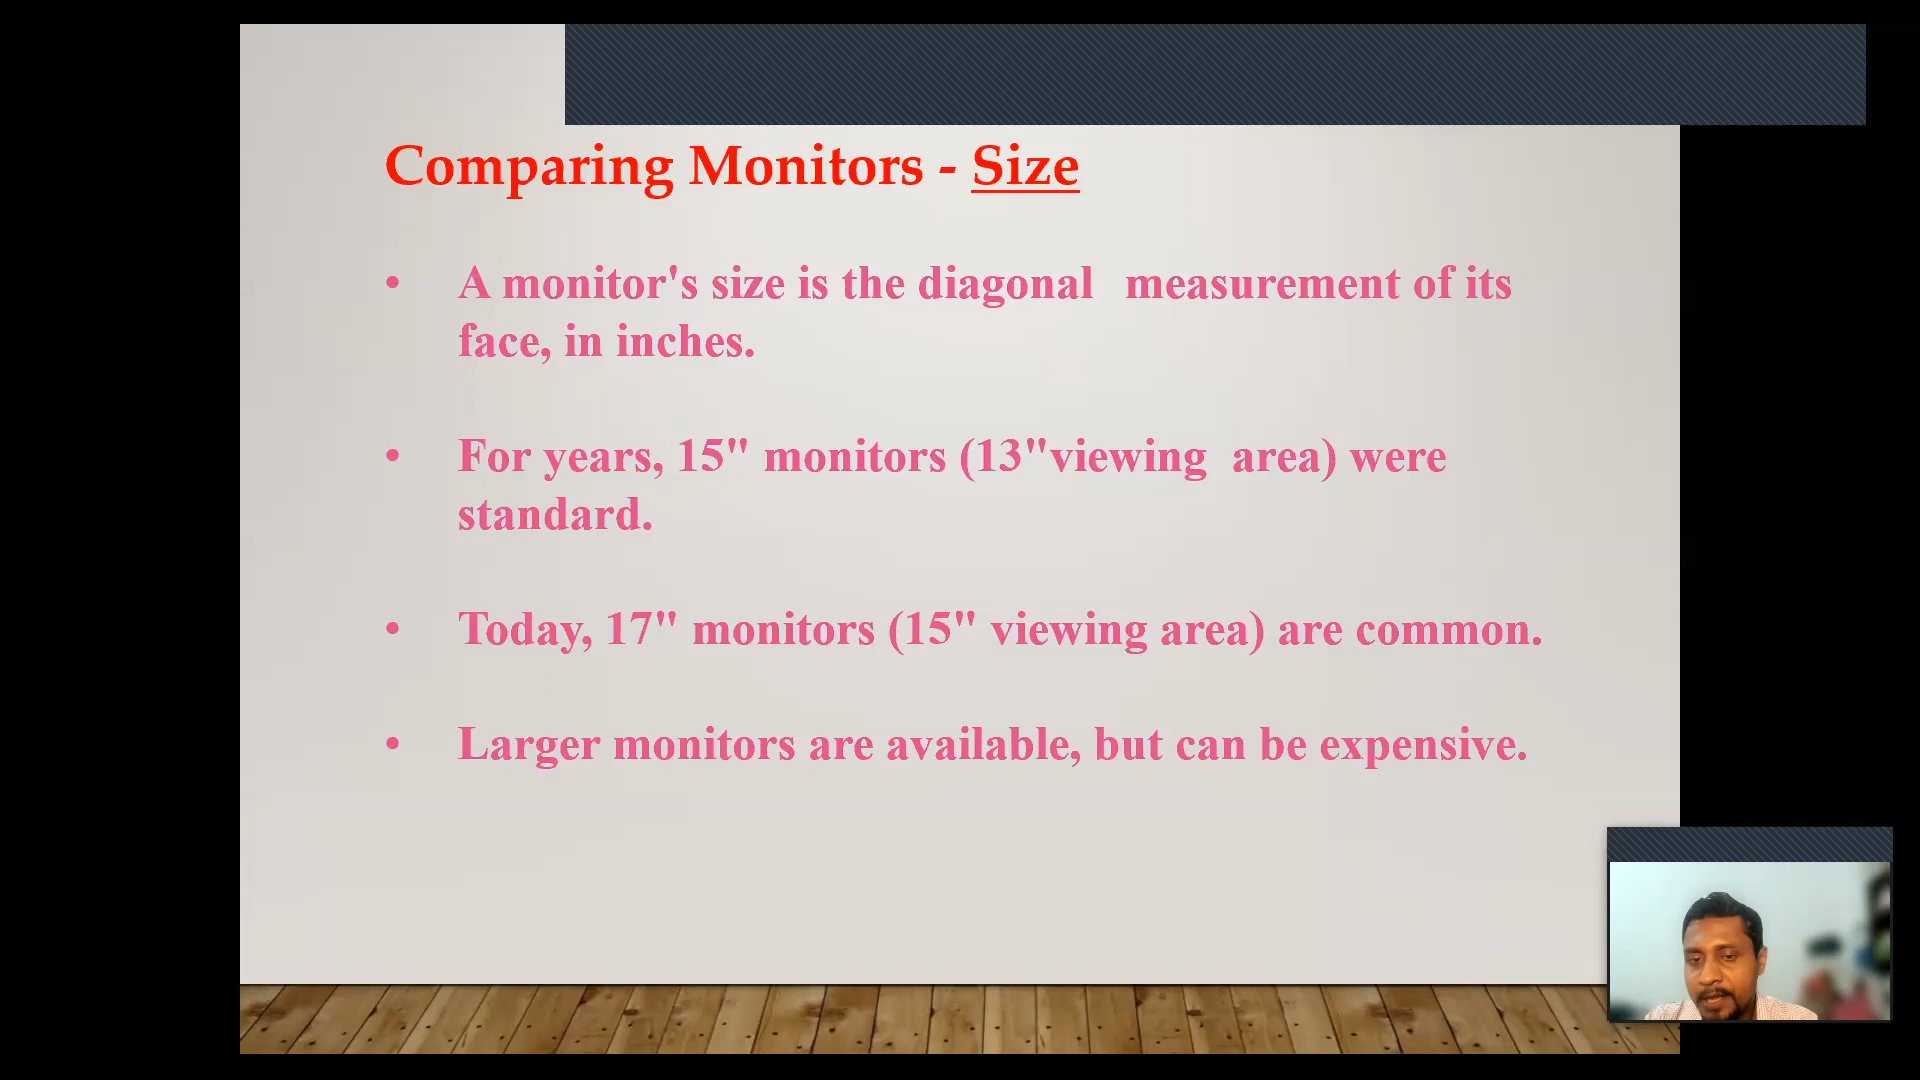 Comparing Monitors - Size
• A monitor's size is the diagonal measurement of its
face, in inches.
• For years, 15" monitors (13"viewing area) were
standard.
• Today, 17" monitors (15" viewing area) are common.
• Larger monitors are available, but can be expensive.